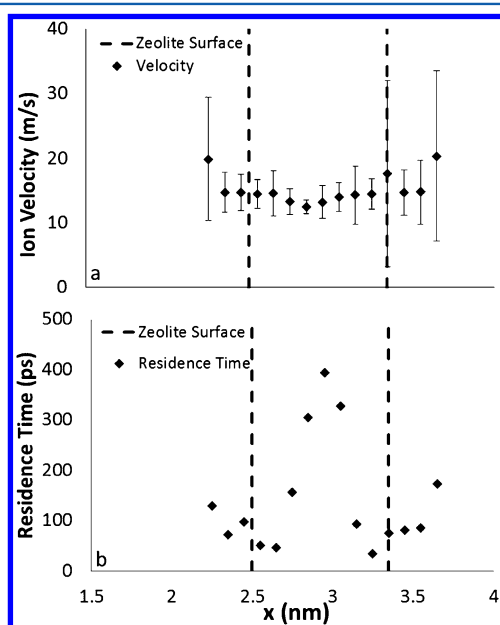 40
30
20
10
0
Ion Velocity (m/s)
Zeolite Surface
Velocity
a
500
400
300
200
100
0
Residence Time (ps)
Zeolite Surface
Residence Time
b
1.5 2 2.5 3 3.5 4
x (nm)